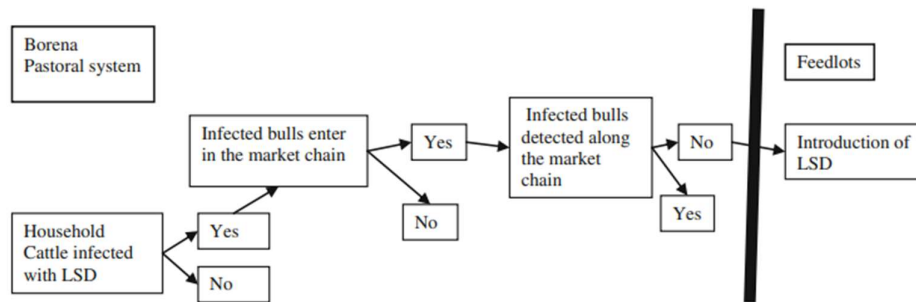 Borena
Pastoral system
Feedlots
Infected bulls enter
in the market chain
Yes
No
Infected bulls
detected along
the market
chain
No
Yes
Introduction of
LSD
Household
Cattle infected
with LSD
Yes
No